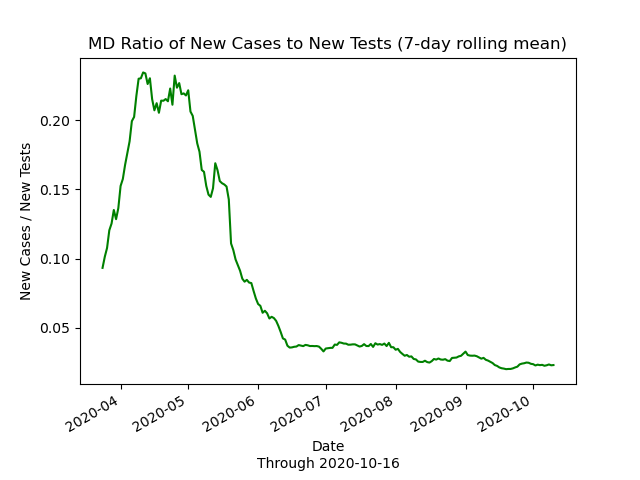 MD Ratio of New Cases to New Tests (7-day rolling mean)
New Cases / New Tests
0.20
0.15
0.10
0.05
2020-04
2020-05
2020-06
2020-07
2020-08
2020-09
2020-10
Date
Through 2020-10-16